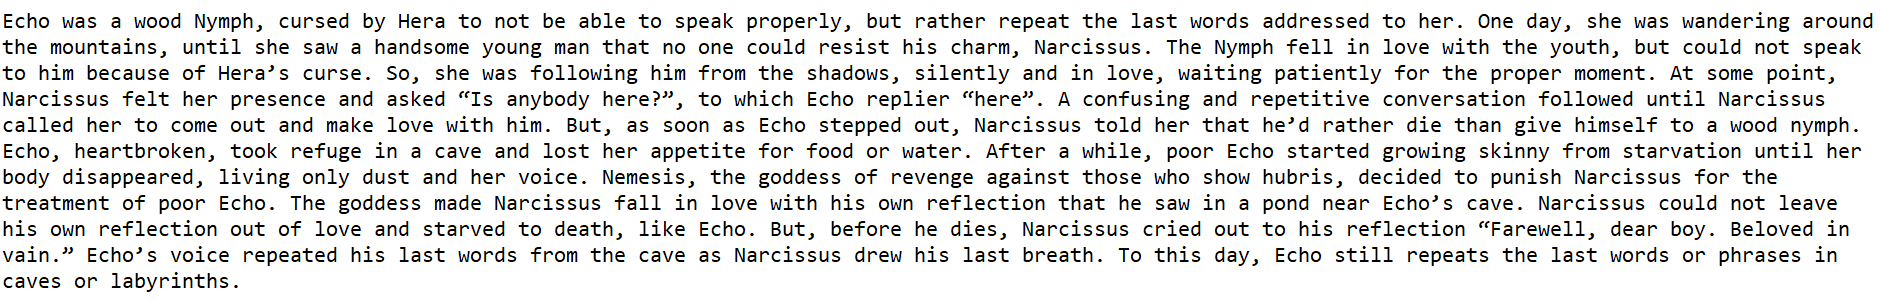 Echo was a wood Nymph, cursed by Hera to not be able to speak properly, but rather repeat the last words addressed to her. One day, she was wandering around
the mountains, until she saw a handsome young man that no one could resist his charm, Narcissus. The Nymph fell in love with the youth, but could not speak
to him because of Hera’s curse. So, she was following him from the shadows, silently and in love, waiting patiently for the proper moment. At some point,
Narcissus felt her presence and asked “Is anybody here?”, to which Echo replier “here”. A confusing and repetitive conversation followed until Narcissus
called her to come out and make love with him. But, as soon as Echo stepped out, Narcissus told her that he’d rather die than give himself to a wood nymph.
Echo, heartbroken, took refuge in a cave and lost her appetite for food or water. After a while, poor Echo started growing skinny from starvation until her
body disappeared, living only dust and her voice. Nemesis, the goddess of revenge against those who show hubris, decided to punish Narcissus for the
treatment of poor Echo. The goddess made Narcissus fall in love with his own reflection that he saw in a pond near Echo’s cave. Narcissus could not leave
his own reflection out of love and starved to death, like Echo. But, before he dies, Narcissus cried out to his reflection “Farewell, dear boy. Beloved in
vain.” Echo’s voice repeated his last words from the cave as Narcissus drew his last breath. To this day, Echo still repeats the last words or phrases in
caves or labyrinths.